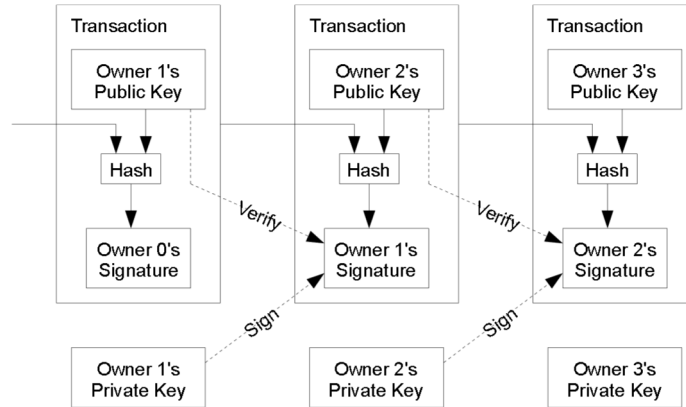 Transaction
Owner 1's
Public Key
Hash
Owner 0's
Signature
Transaction
Owner 2's
Public Key
Hash
Verify
Owner 1's
Signature
Transaction
Owner 3's
Public Key
Hash
Verify
Owner 2's
Signature
Sign
Sign
Owner 1's
Private Key
Owner 2's
Private Key
Owner 3's
Private Key